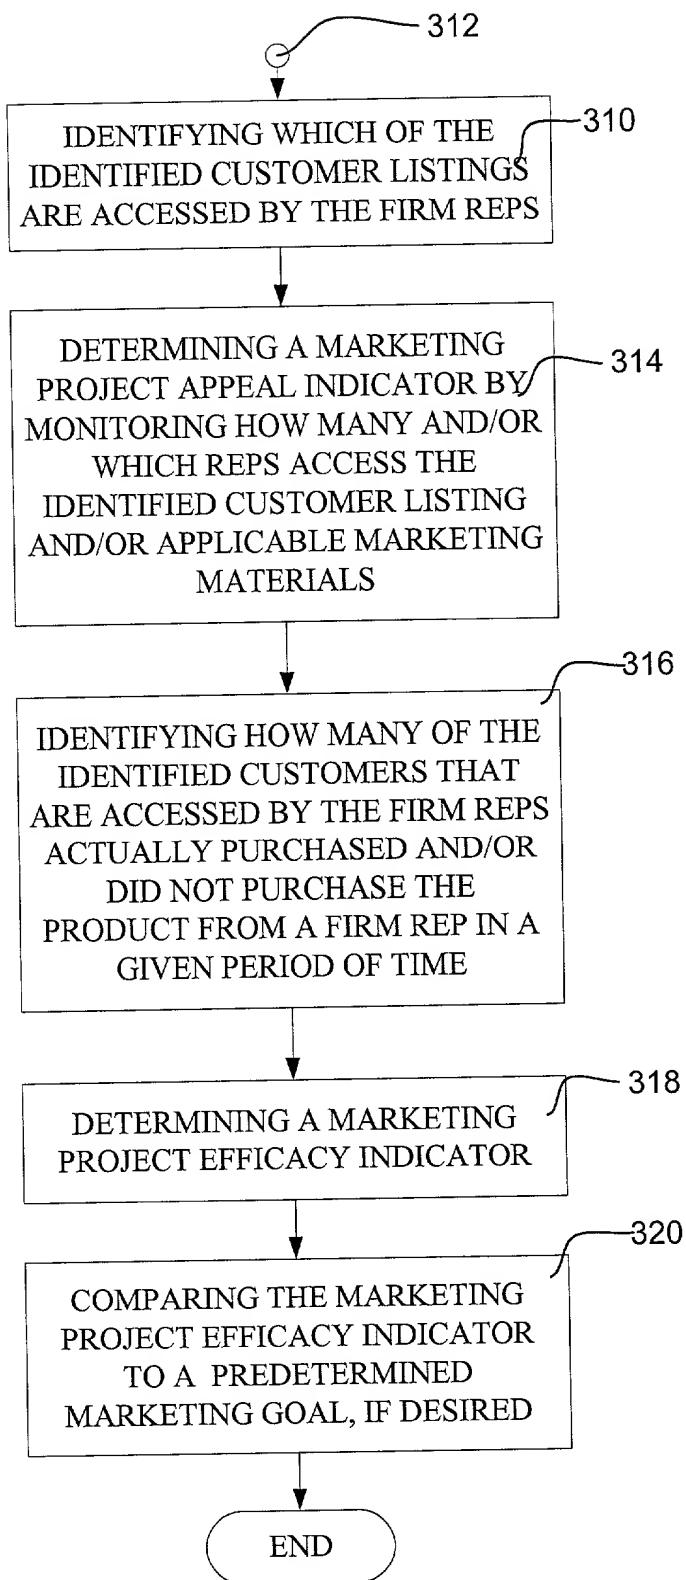 312
IDENTIFYING WHICH OF THE
310
IDENTIFIED CUSTOMER LISTINGS
ARE ACCESSED BY THE FIRM REPS
DETERMINING A MARKETING
PROJECT APPEAL INDICATOR BY
314
MONITORING HOW MANY AND/OR
WHICH REPS ACCESS THE
IDENTIFIED CUSTOMER LISTING
AND/OR APPLICABLE MARKETING
MATERIALS
316
IDENTIFYING HOW MANY OF THE
IDENTIFIED CUSTOMERS THAT
ARE ACCESSED BY THE FIRM REPS
ACTUALLY PURCHASED AND/OR
DID NOT PURCHASE THE
PRODUCT FROM A FIRM REP IN A
GIVEN PERIOD OF TIME
318
DETERMINING A MARKETING
PROJECT EFFICACY INDICATOR
320
COMPARING THE MARKETING
PROJECT EFFICACY INDICATOR
TO A PREDETERMINED
MARKETING GOAL, IF DESIRED
END